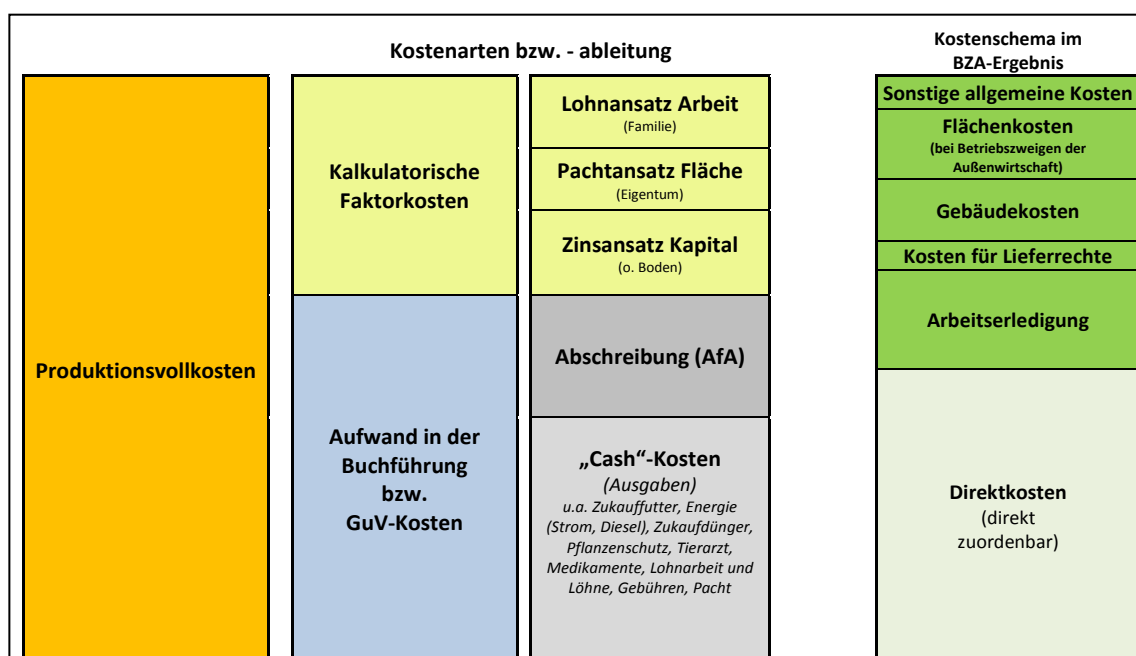 Kostenarten bzw. - ableitung
Kostenschema im
BZA-Ergebnis
Produktionsvollkosten
Kalkulatorische
Faktorkosten
Aufwand in der
Buchführung
bzw.
GuV-Kosten
Lohnansatz Arbeit
(Familie)
Pachtansatz Fläche
(Eigentum)
Zinsansatz Kapital
(o. Boden)
Abschreibung (AfA)
„Cash“-Kosten
(Ausgaben)
u.a. Zukauffutter, Energie
(Strom, Diesel), Zukaufdünger,
Pflanzenschutz, Tierarzt,
Medikamente, Lohnarbeit und
Löhne, Gebühren, Pacht
Sonstige allgemeine Kosten
Flächenkosten
(bei Betriebszweigen der
Außenwirtschaft)
Gebäudekosten
Kosten für Lieferrechte
Arbeitserledigung
Direktkosten
(direkt
zuordenbar)